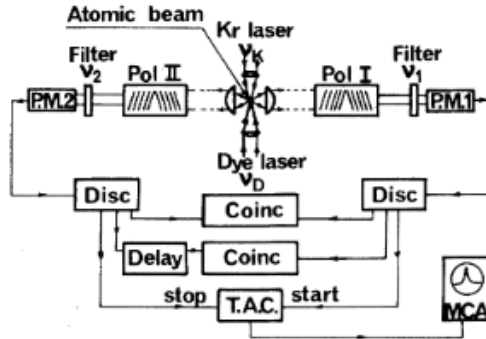 Atomic beam
Kr laser
νK
Filter
ν2
Pol II
Pol I
Filter
ν1
P.M.2
P.M.1
Dye laser
νD
Disc
Disc
Coinc
Delay
Coinc
stop
T.A.C.
start
MCA